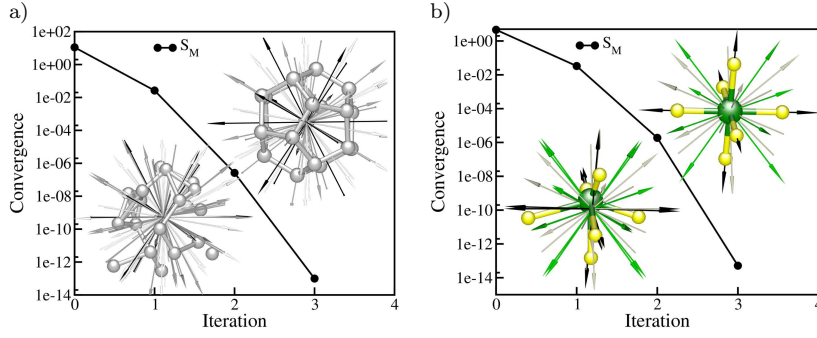 a)
1e+02
1e+00
1e-02
1e-04
1e-06
1e-08
1e-10
1e-12
1e-14
Convergence
S_M
0 1 2 3 4
Iteration
b)
1e+00
1e-02
1e-04
1e-06
1e-08
1e-10
1e-12
1e-14
Convergence
S_M
0 1 2 3 4
Iteration